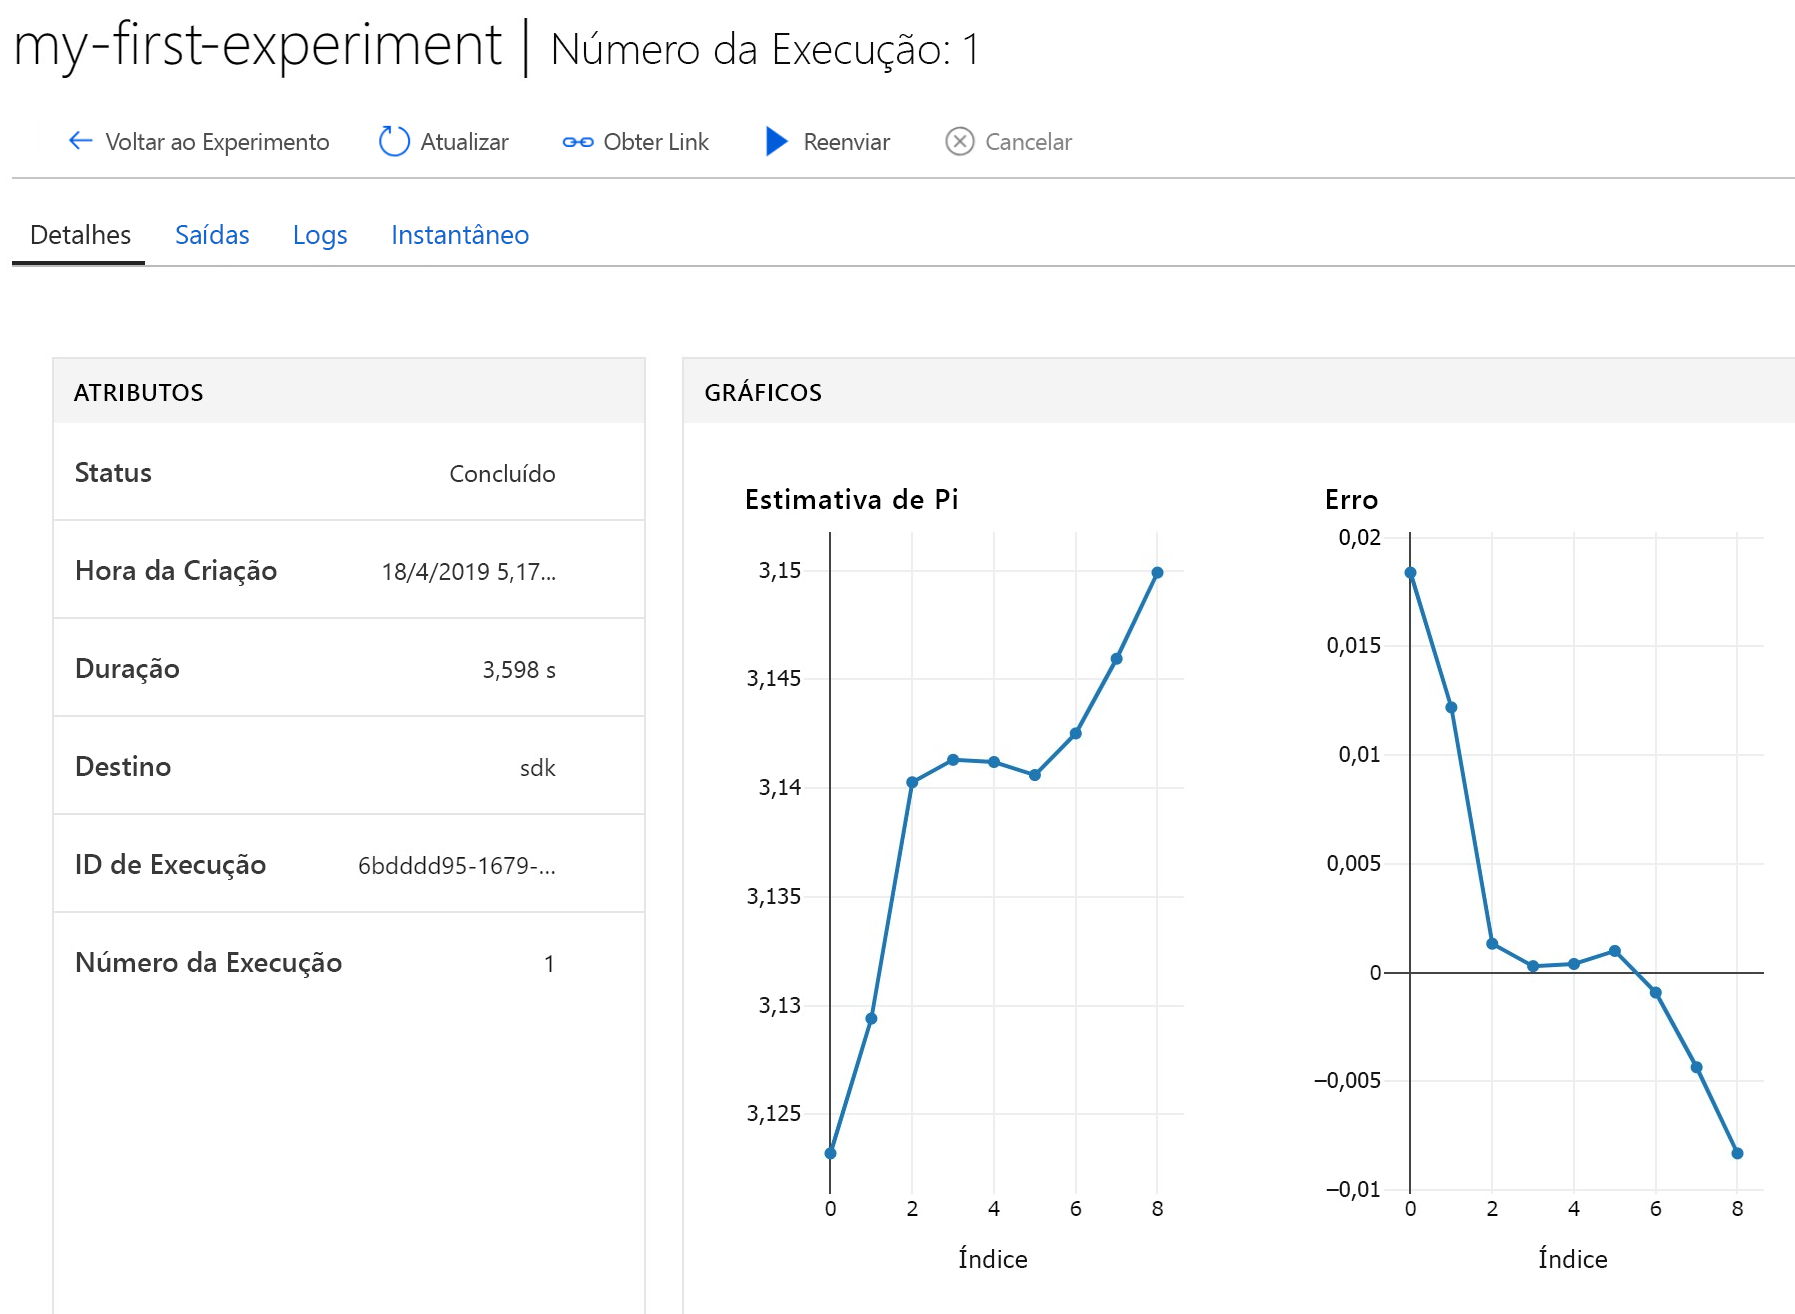 my-first-experiment | Número da Execução: 1
Voltar ao Experimento Atualizar Obter Link Reenviar Cancelar
Detalhes Saídas Logs Instantâneo
ATRIBUTOS
Status Concluído
Hora da Criação 18/4/2019 5,17...
Duração 3,598 s
Destino sdk
ID de Execução 6bdddd95-1679-...
Número da Execução 1
GRÁFICOS
Estimativa de Pi
3,15
3,145
3,14
3,135
3,13
3,125
0 2 4 6 8
Índice
Erro
0,02
0,015
0,01
0,005
0
−0,005
−0,01
0 2 4 6 8
Índice